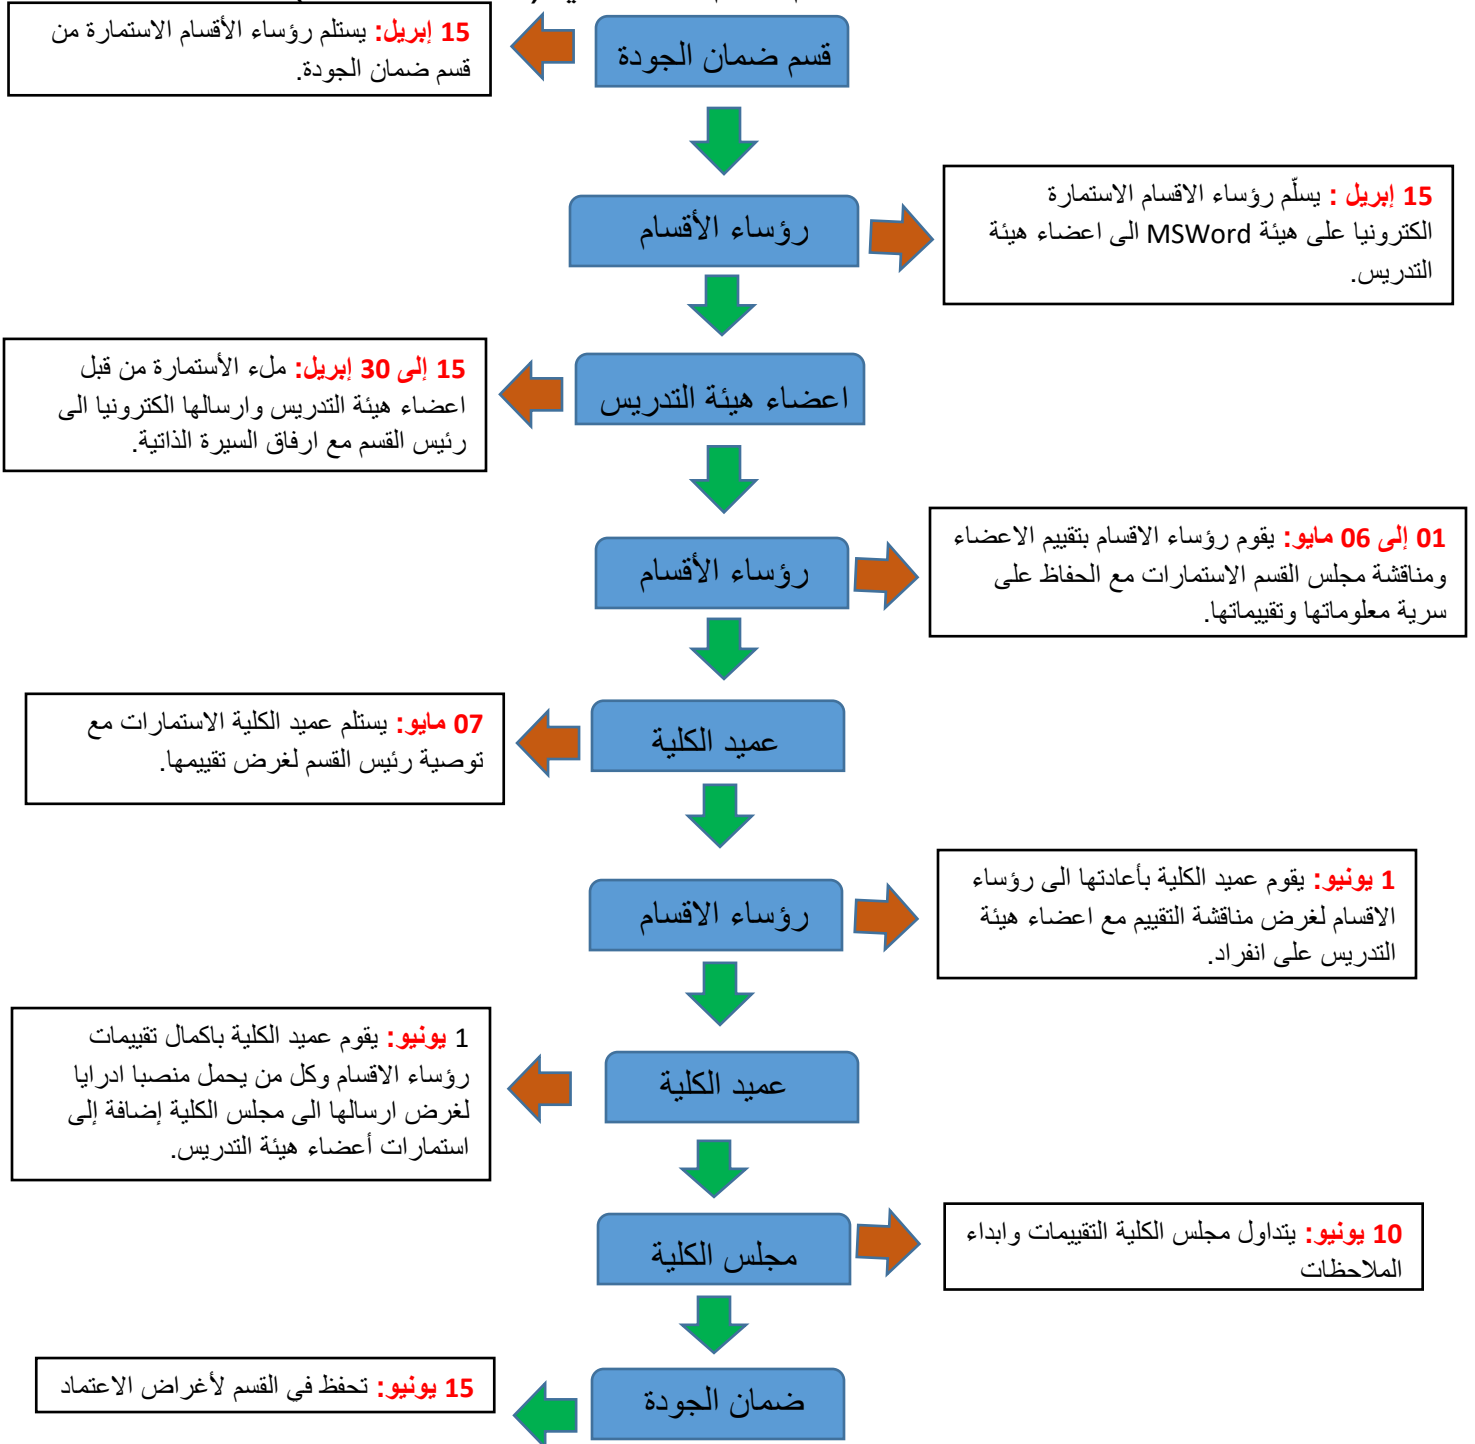 قسم ضمان الجودة
15 إبريل: يستلم رؤساء الأقسام الاستمارة من
قسم ضمان الجودة.
رؤساء الأقسام
15 إبريل : يسلّم رؤساء الاقسام الاستمارة
الكترونيا على هيئة MSWord الى اعضاء هيئة
التدريس.
اعضاء هيئة التدريس
15 إلى 30 إبريل: ملء الأستمارة من قبل
اعضاء هيئة التدريس وارسالها الكترونيا الى
رئيس القسم مع ارفاق السيرة الذاتية.
رؤساء الأقسام
01 إلى 06 مايو: يقوم رؤساء الاقسام بتقييم الاعضاء
ومناقشة مجلس القسم الاستمارات مع الحفاظ على
سرية معلوماتها وتقييماتها.
عميد الكلية
07 مايو: يستلم عميد الكلية الاستمارات مع
توصية رئيس القسم لغرض تقييمها.
رؤساء الاقسام
1 يونيو: يقوم عميد الكلية بأعادتها الى رؤساء
الاقسام لغرض مناقشة التقييم مع اعضاء هيئة
التدريس على انفراد.
عميد الكلية
1 يونيو: يقوم عميد الكلية باكمال تقييمات
رؤساء الاقسام وكل من يحمل منصبا ادرايا
لغرض ارسالها الى مجلس الكلية إضافة إلى
استمارات أعضاء هيئة التدريس.
مجلس الكلية
10 يونيو: يتداول مجلس الكلية التقييمات وابداء
الملاحظات
ضمان الجودة
15 يونيو: تحفظ في القسم لأغراض الاعتماد